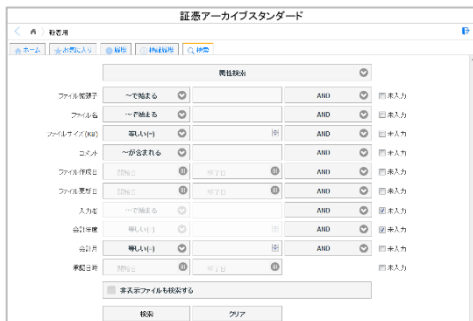 証憑アーカイブスタンダード
検索用
ホーム お気に入り 履歴 検索
属性検索
ファイル拡張子 ～で始まる AND 未入力
ファイル名 ～で始まる AND 未入力
ファイルサイズ(KB) 等しい(=) AND 未入力
コメント ～が含まれる AND 未入力
ファイル作成日 開始日 終了日 AND 未入力
ファイル更新日 開始日 終了日 AND 未入力
入力者 ～で始まる AND 未入力
会計年度 等しい(=) AND 未入力
会計月 等しい(=) AND 未入力
承認日時 開始日 終了日 未入力
非表示ファイルも検索する
検索 クリア